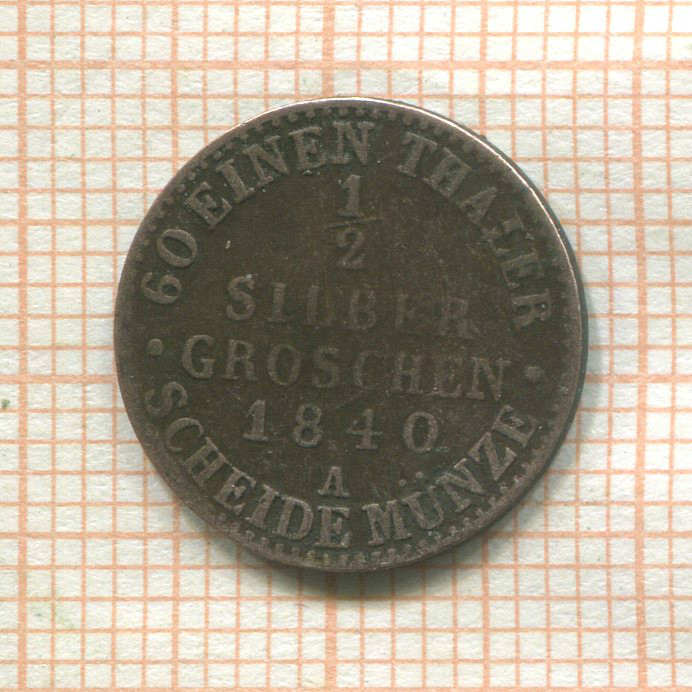 60 EINEN THALER
1
2
SILBER
GROSCHEN
1840
A
SCHEIDE MÜNZE